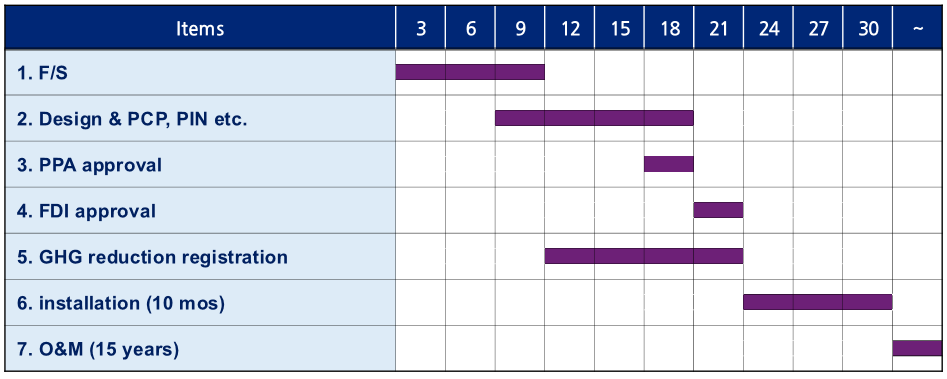 Items 3 6 9 12 15 18 21 24 27 30 ~
1. F/S
2. Design & PCP, PIN etc.
3. PPA approval
4. FDI approval
5. GHG reduction registration
6. installation (10 mos)
7. O&M (15 years)